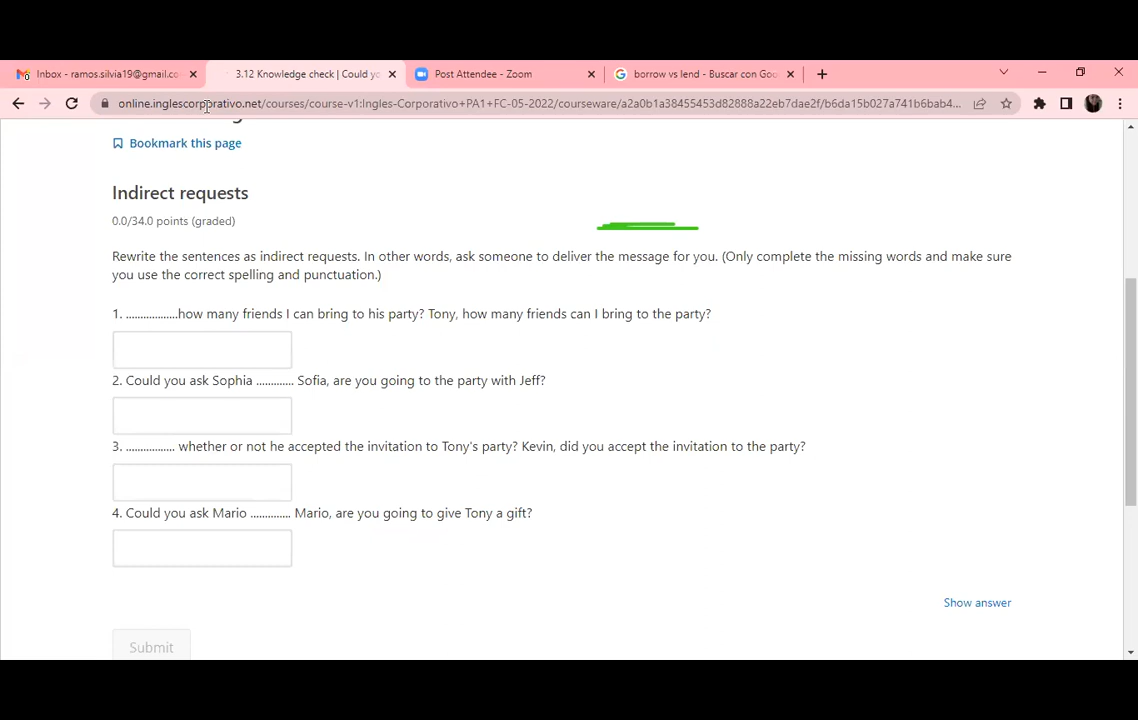 Inbox - ramos.silvia19@gmail.co
3.12 Knowledge check | Could yo
Post Attendee - Zoom
borrow vs lend - Buscar con Goo
online.inglescorporativo.net/courses/course-v1:Ingles-Corporativo+PA1+FC-05-2022/courseware/a2a0b1a38455453d82888a22eb7dae2f/b6da15b027a741b6bab4...
Bookmark this page
Indirect requests
0.0/34.0 points (graded)
Rewrite the sentences as indirect requests. In other words, ask someone to deliver the message for you. (Only complete the missing words and make sure
you use the correct spelling and punctuation.)
1. ..................how many friends I can bring to his party? Tony, how many friends can I bring to the party?
2. Could you ask Sophia ............. Sofia, are you going to the party with Jeff?
3. ................. whether or not he accepted the invitation to Tony's party? Kevin, did you accept the invitation to the party?
4. Could you ask Mario .............. Mario, are you going to give Tony a gift?
Show answer
Submit